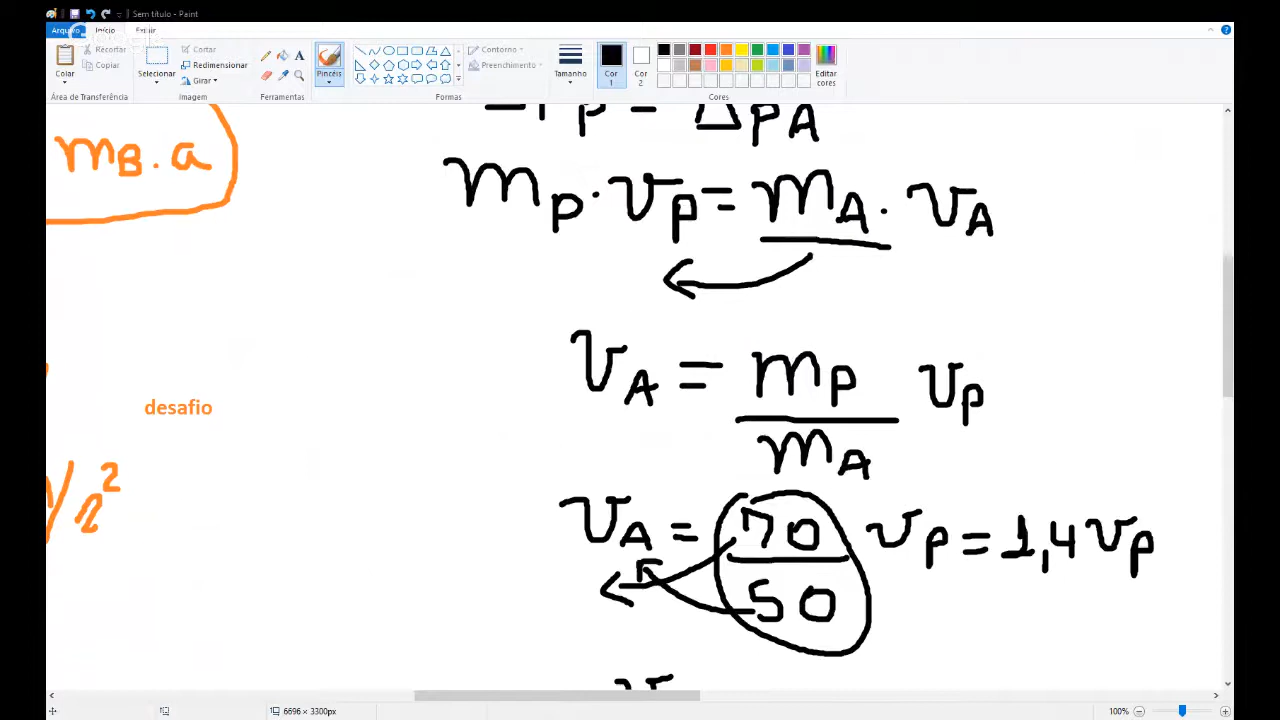 Sem título - Paint
Arquivo Início Exibir
Colar
Recortar
Copiar
Área de Transferência
Selecionar
Cortar
Redimensionar
Girar
Imagem
A
Ferramentas
Pincéis
Contorno
Preenchimento
Formas
Tamanho
Cor 1
Cor 2
Editar cores
Cores
= ΔpA
mB.a
mp.vp = mA.vA
vA = mp/mA vp
desafio
/s²
vA = 70/50 vp = 1,4vp
6696 × 3300px
100%